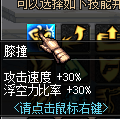 可以选择如下技能升
膝撞
攻击速度 +30%
浮空力比率 +30%
<请点击鼠标右键>